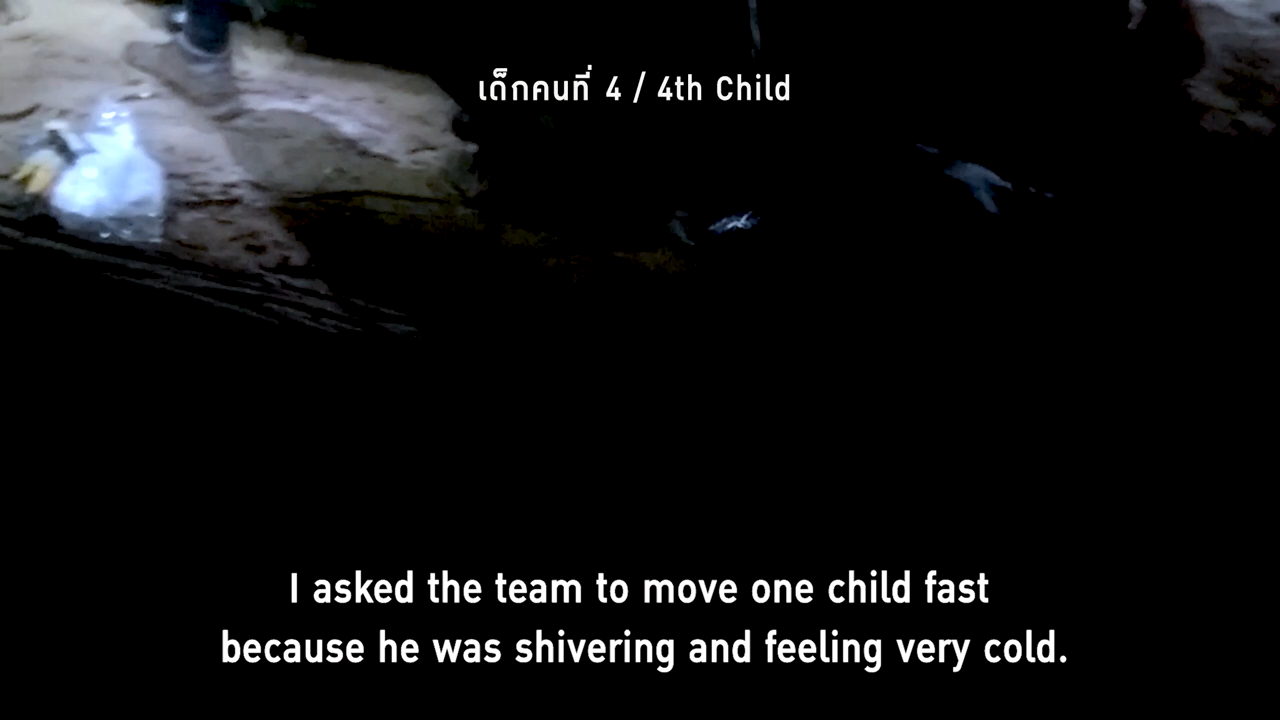 เด็กคนที่ 4 / 4th Child
I asked the team to move one child fast
because he was shivering and feeling very cold.